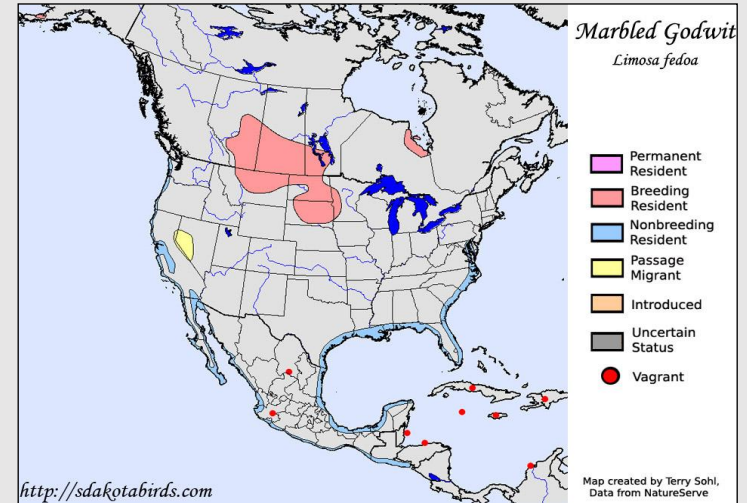 Marbled Godwit
Limosa fedoa
Permanent
Resident
Breeding
Resident
Nonbreeding
Resident
Passage
Migrant
Introduced
Uncertain
Status
Vagrant
http://sdakotabirds.com
Map created by Terry Sohl,
Data from NatureServe